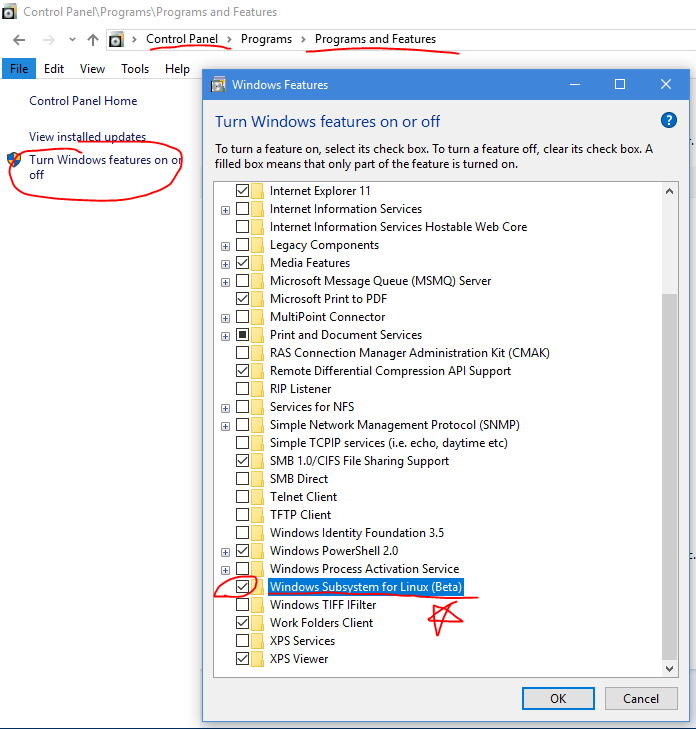 Control Panel\Programs\Programs and Features
Control Panel > Programs > Programs and Features
File Edit View Tools Help
Control Panel Home
View installed updates
Turn Windows features on or
off
Windows Features
Turn Windows features on or off
To turn a feature on, select its check box. To turn a feature off, clear its check box. A
filled box means that only part of the feature is turned on.
Internet Explorer 11
Internet Information Services
Internet Information Services Hostable Web Core
Legacy Components
Media Features
Microsoft Message Queue (MSMQ) Server
Microsoft Print to PDF
MultiPoint Connector
Print and Document Services
RAS Connection Manager Administration Kit (CMAK)
Remote Differential Compression API Support
RIP Listener
Services for NFS
Simple Network Management Protocol (SNMP)
Simple TCPIP services (i.e. echo, daytime etc)
SMB 1.0/CIFS File Sharing Support
SMB Direct
Telnet Client
TFTP Client
Windows Identity Foundation 3.5
Windows PowerShell 2.0
Windows Process Activation Service
Windows Subsystem for Linux (Beta)
Windows TIFF IFilter
Work Folders Client
XPS Services
XPS Viewer
OK Cancel